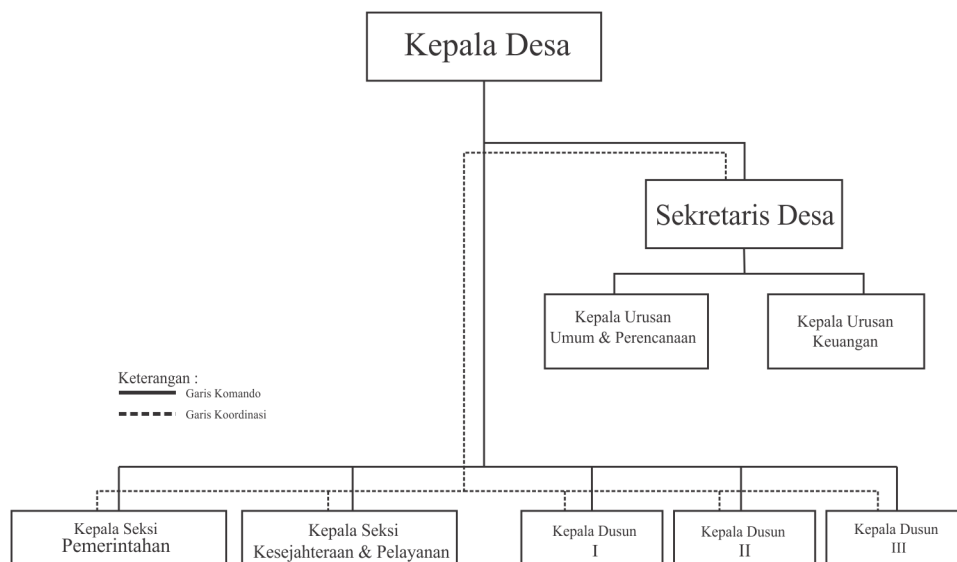 Kepala Desa
Sekretaris Desa
Kepala Urusan
Umum & Perencanaan
Kepala Urusan
Keuangan
Keterangan :
Garis Komando
Garis Koordinasi
Kepala Seksi
Pemerintahan
Kepala Seksi
Kesejahteraan & Pelayanan
Kepala Dusun
I
Kepala Dusun
II
Kepala Dusun
III